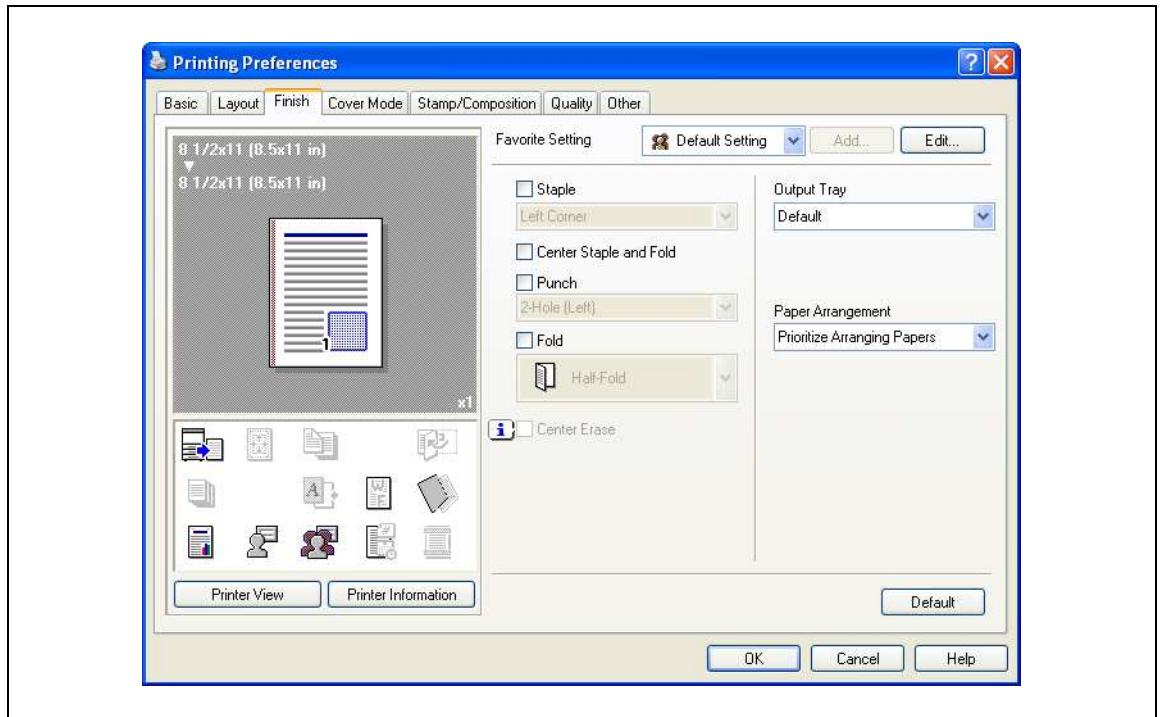 Printing Preferences
Basic Layout Finish Cover Mode Stamp/Composition Quality Other
8 1/2x11 (8.5x11 in)
8 1/2x11 (8.5x11 in)
1
x1
Printer View Printer Information
Favorite Setting Default Setting Add... Edit...
Staple
Left Corner
Center Staple and Fold
Punch
2-Hole (Left)
Fold
Half-Fold
Center Erase
Output Tray
Default
Paper Arrangement
Prioritize Arranging Papers
Default
OK Cancel Help